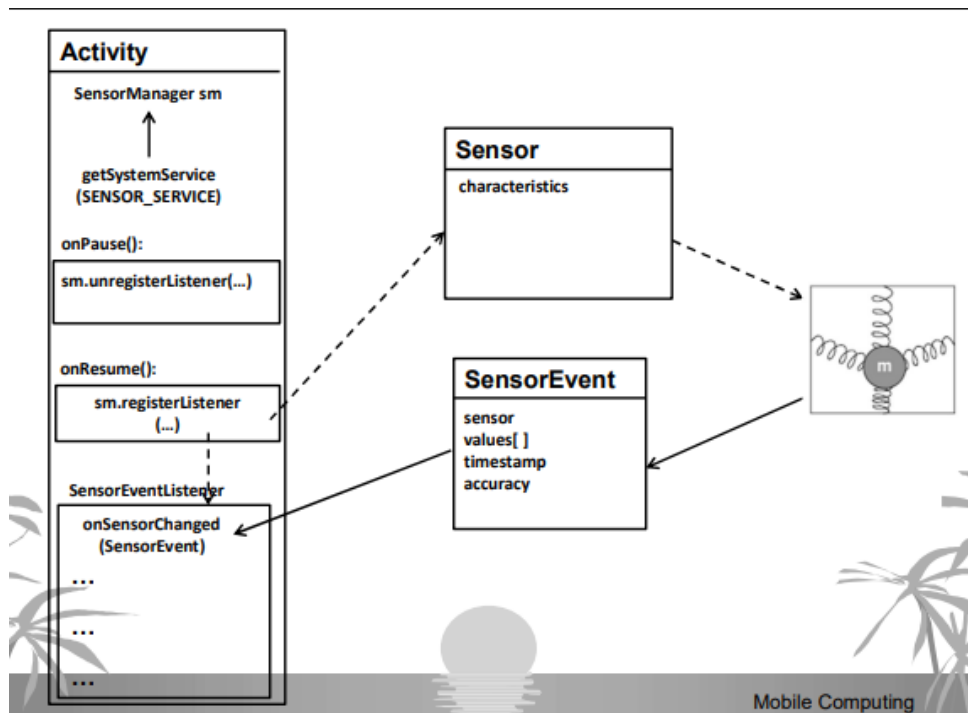 Activity
SensorManager sm
getSystemService
(SENSOR_SERVICE)
onPause():
sm.unregisterListener(...)
onResume():
sm.registerListener
(...)
SensorEventListener
onSensorChanged
(SensorEvent)
...
...
...
Sensor
characteristics
m
SensorEvent
sensor
values[ ]
timestamp
accuracy
Mobile Computing